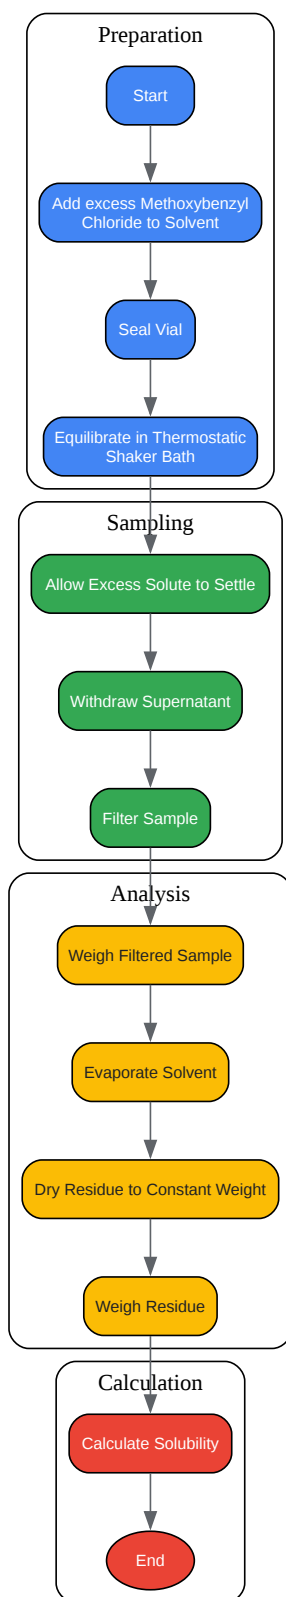 Preparation
Start
Add excess Methoxybenzyl
Chloride to Solvent
Seal Vial
Equilibrate in Thermostatic
Shaker Bath
Sampling
Allow Excess Solute to Settle
Withdraw Supernatant
Filter Sample
Analysis
Weigh Filtered Sample
Evaporate Solvent
Dry Residue to Constant Weight
Weigh Residue
Calculation
Calculate Solubility
End